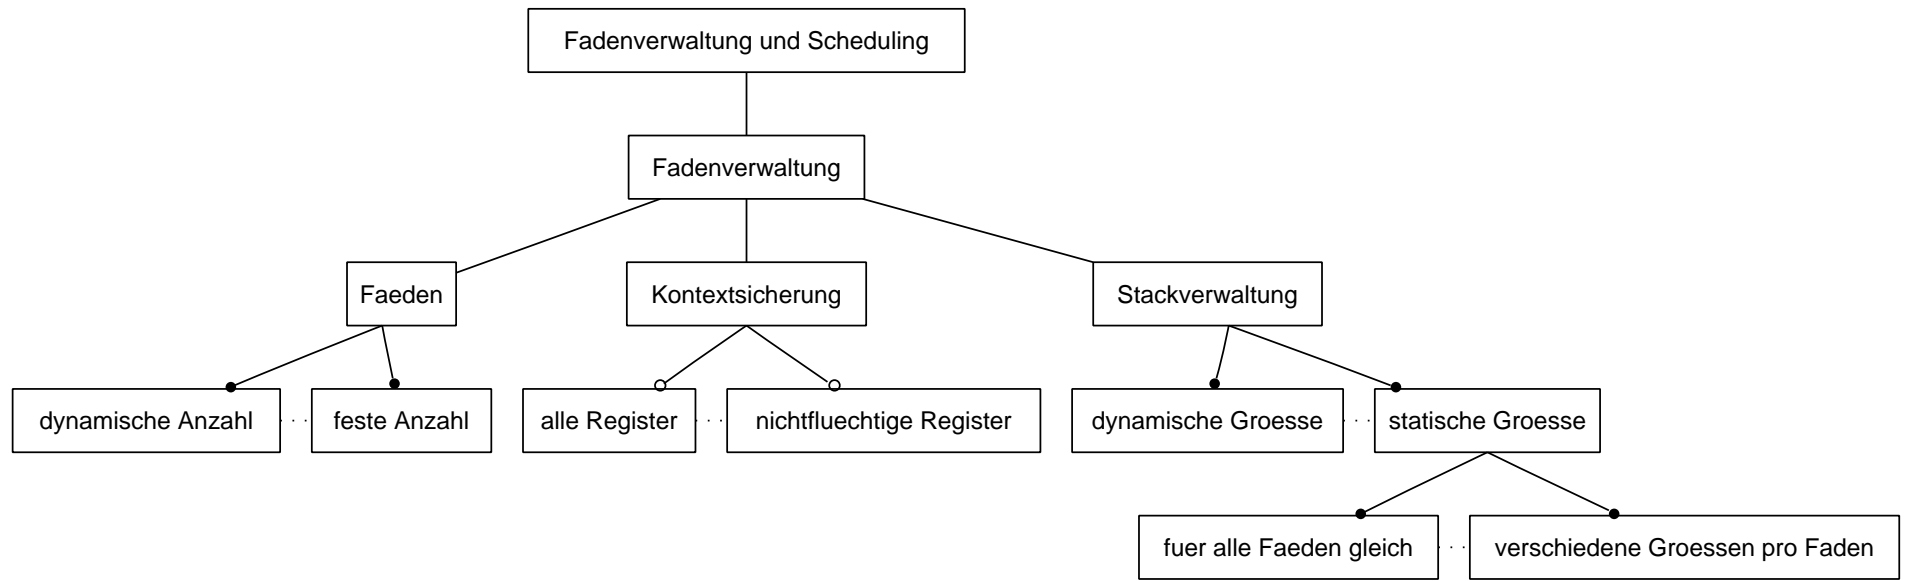 Fadenverwaltung und Scheduling
Fadenverwaltung
Faeden
Kontextsicherung
Stackverwaltung
dynamische Anzahl
feste Anzahl
alle Register
nichtfluechtige Register
dynamische Groesse
statische Groesse
fuer alle Faeden gleich
verschiedene Groessen pro Faden